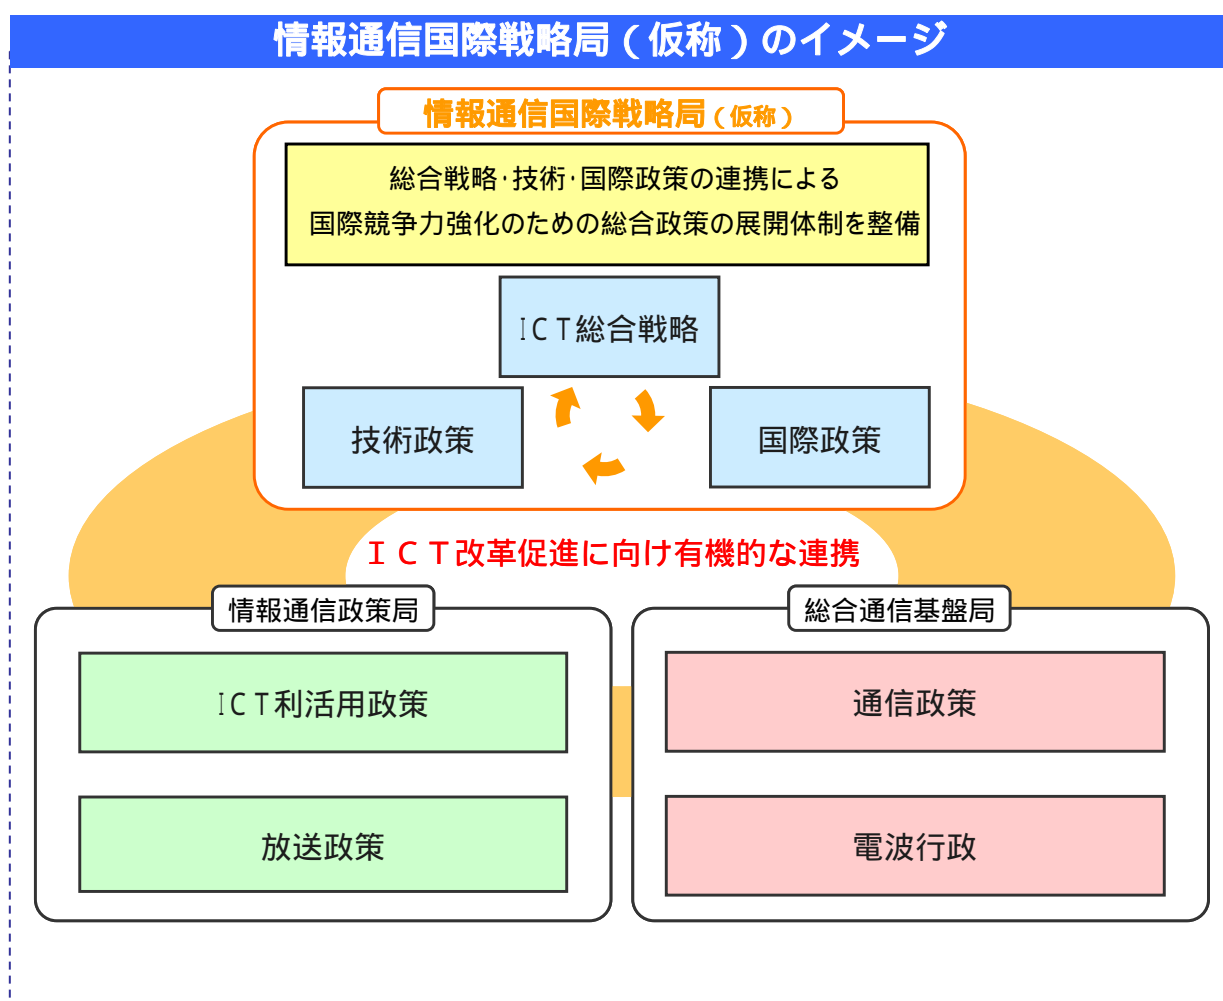 情報通信国際戦略局（仮称）のイメージ
情報通信国際戦略局（仮称）
総合戦略・技術・国際政策の連携による
国際競争力強化のための総合政策の展開体制を整備
ＩＣＴ総合戦略
技術政策
国際政策
ＩＣＴ改革促進に向け有機的な連携
情報通信政策局
総合通信基盤局
ＩＣＴ利活用政策
通信政策
放送政策
電波行政